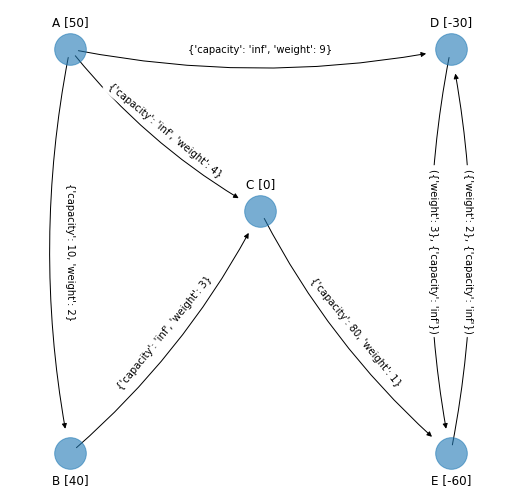 A [50]
D [-30]
{'capacity': 'inf', 'weight': 9}
{'capacity': 'inf', 'weight': 4}
C [0]
{'capacity': 10, 'weight': 2}
({'weight': 3}, {'capacity': 'inf'})
({'weight': 2}, {'capacity': 'inf'})
{'capacity': 'inf', 'weight': 3}
{'capacity': 80, 'weight': 1}
B [40]
E [-60]